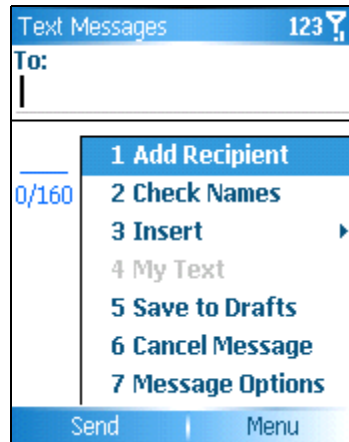 Text Messages 123
To:
1 Add Recipient
2 Check Names
0/160
3 Insert
4 My Text
5 Save to Drafts
6 Cancel Message
7 Message Options
Send Menu